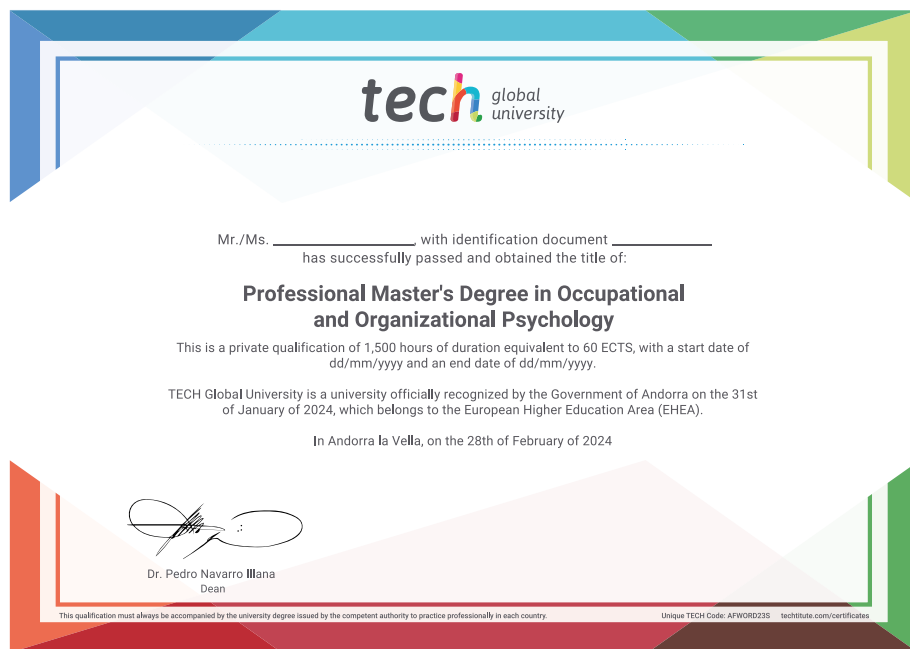 tech global
university
Mr./Ms. ____________, with identification document ____________
has successfully passed and obtained the title of:
Professional Master's Degree in Occupational
and Organizational Psychology
This is a private qualification of 1,500 hours of duration equivalent to 60 ECTS, with a start date of
dd/mm/yyyy and an end date of dd/mm/yyyy.
TECH Global University is a university officially recognized by the Government of Andorra on the 31st
of January of 2024, which belongs to the European Higher Education Area (EHEA).
In Andorra la Vella, on the 28th of February of 2024
Dr. Pedro Navarro Illana
Dean
This qualification must always be accompanied by the university degree issued by the competent authority to practice professionally in each country.
Unique TECH Code: AFWORD23S techtitute.com/certificates